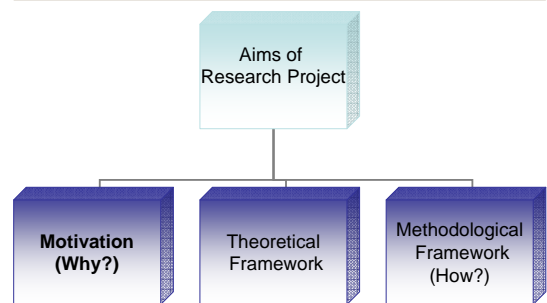 Aims of
Research Project
Motivation
(Why?)
Theoretical
Framework
Methodological
Framework
(How?)